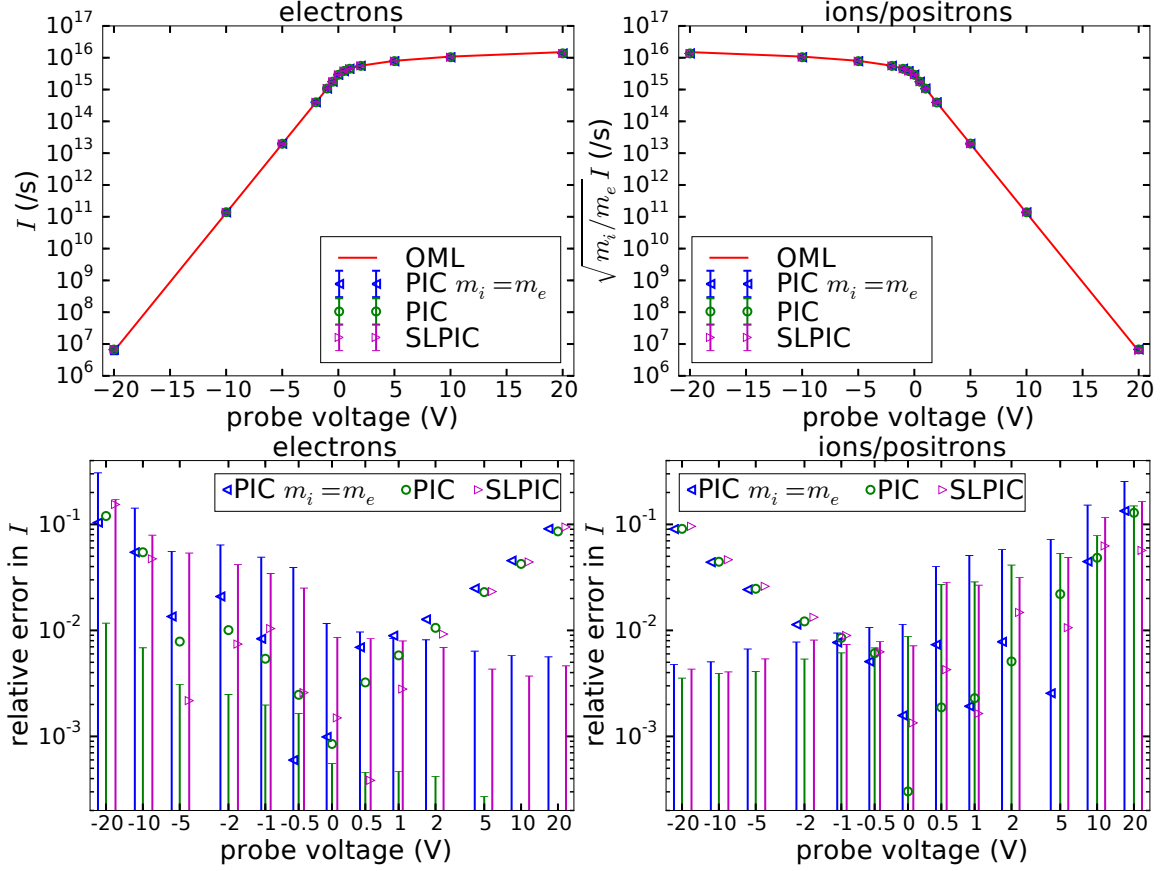 electrons
I (/s)
10^17
10^16
10^15
10^14
10^13
10^12
10^11
10^10
10^9
10^8
10^7
10^6
OML
PIC m_i = m_e
PIC
SLPIC
−20 −10 −5 0 5 10 20
probe voltage (V)
ions/positrons
√m_i/m_e I (/s)
10^17
10^16
10^15
10^14
10^13
10^12
10^11
10^10
10^9
10^8
10^7
10^6
OML
PIC m_i = m_e
PIC
SLPIC
−20 −10 −5 0 5 10 20
probe voltage (V)
electrons
relative error in I
10^-1
10^-2
10^-3
PIC m_i = m_e PIC SLPIC
-20 -10 -5 -2 -1 -0.5 0 0.5 1 2 5 10 20
probe voltage (V)
ions/positrons
relative error in I
10^-1
10^-2
10^-3
PIC m_i = m_e PIC SLPIC
-20 -10 -5 -2 -1 -0.5 0 0.5 1 2 5 10 20
probe voltage (V)